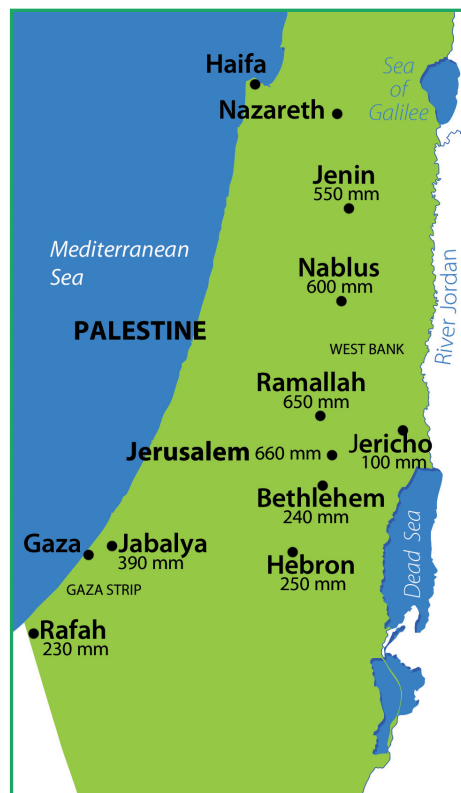 Haifa
Sea
of
Galilee
Nazareth
Jenin
550 mm
Mediterranean
Sea
Nablus
600 mm
River Jordan
PALESTINE
WEST BANK
Ramallah
650 mm
Jericho
100 mm
Jerusalem 660 mm
Bethlehem
240 mm
Dead Sea
Gaza
Jabalya
390 mm
Hebron
250 mm
GAZA STRIP
Rafah
230 mm